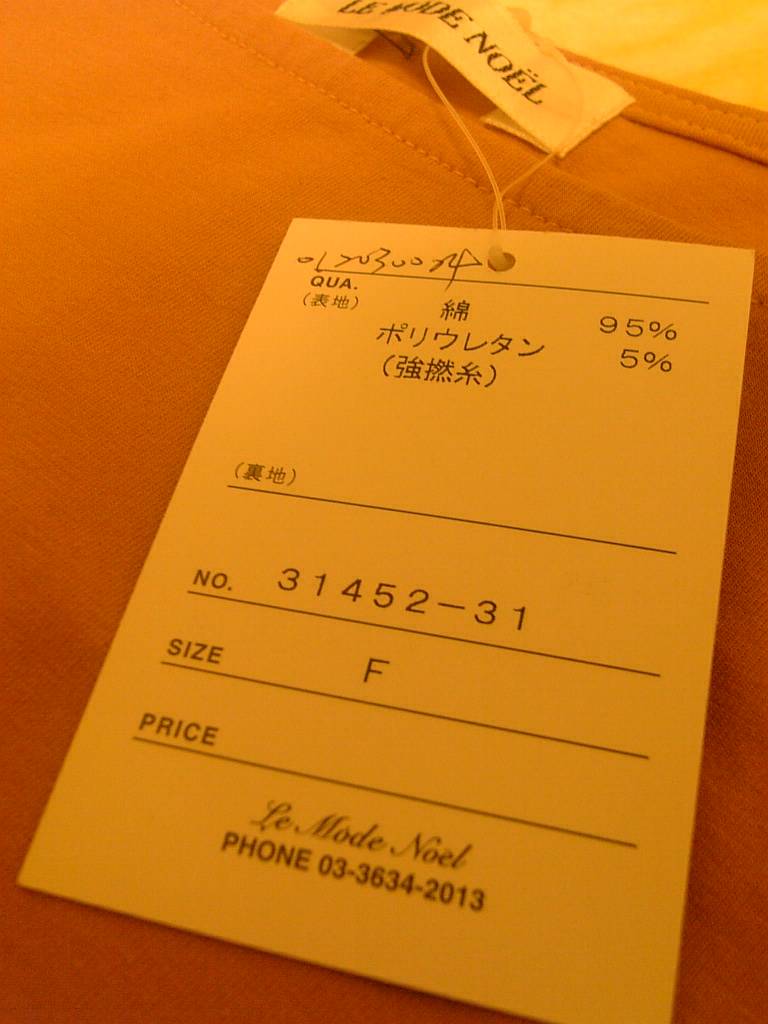 LE MODE NOËL
QUA.
(表地) 綿 95%
ポリウレタン 5%
(強撚糸)
(裏地)
NO. 31452-31
SIZE F
PRICE
Le Mode Noël
PHONE 03-3634-2013